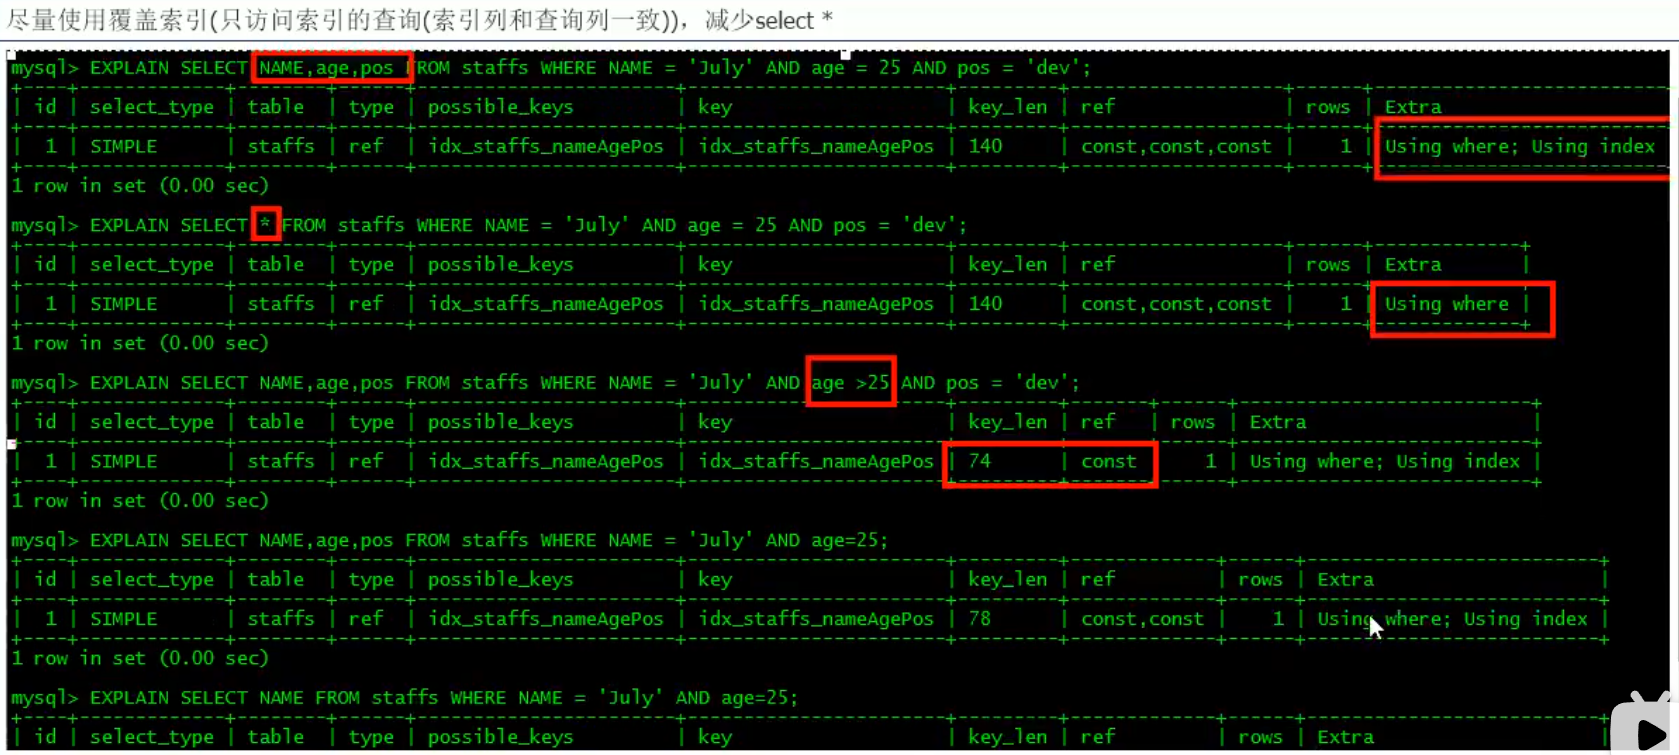 尽量使用覆盖索引(只访问索引的查询(索引列和查询列一致)),减少select *
mysql> EXPLAIN SELECT NAME,age,pos FROM staffs WHERE NAME = 'July' AND age = 25 AND pos = 'dev';
| id | select_type | table | type | possible_keys | key | key_len | ref | rows | Extra
| 1 | SIMPLE | staffs | ref | idx_staffs_nameAgePos | idx_staffs_nameAgePos | 140 | const,const,const | 1 | Using where; Using index
1 row in set (0.00 sec)
mysql> EXPLAIN SELECT * FROM staffs WHERE NAME = 'July' AND age = 25 AND pos = 'dev';
| id | select_type | table | type | possible_keys | key | key_len | ref | rows | Extra |
| 1 | SIMPLE | staffs | ref | idx_staffs_nameAgePos | idx_staffs_nameAgePos | 140 | const,const,const | 1 | Using where |
1 row in set (0.00 sec)
mysql> EXPLAIN SELECT NAME,age,pos FROM staffs WHERE NAME = 'July' AND age >25 AND pos = 'dev';
| id | select_type | table | type | possible_keys | key | key_len | ref | rows | Extra |
| 1 | SIMPLE | staffs | ref | idx_staffs_nameAgePos | idx_staffs_nameAgePos | 74 | const | 1 | Using where; Using index |
1 row in set (0.00 sec)
mysql> EXPLAIN SELECT NAME,age,pos FROM staffs WHERE NAME = 'July' AND age=25;
| id | select_type | table | type | possible_keys | key | key_len | ref | rows | Extra |
| 1 | SIMPLE | staffs | ref | idx_staffs_nameAgePos | idx_staffs_nameAgePos | 78 | const,const | 1 | Using where; Using index |
1 row in set (0.00 sec)
mysql> EXPLAIN SELECT NAME FROM staffs WHERE NAME = 'July' AND age=25;
| id | select_type | table | type | possible_keys | key | key_len | ref | rows | Extra